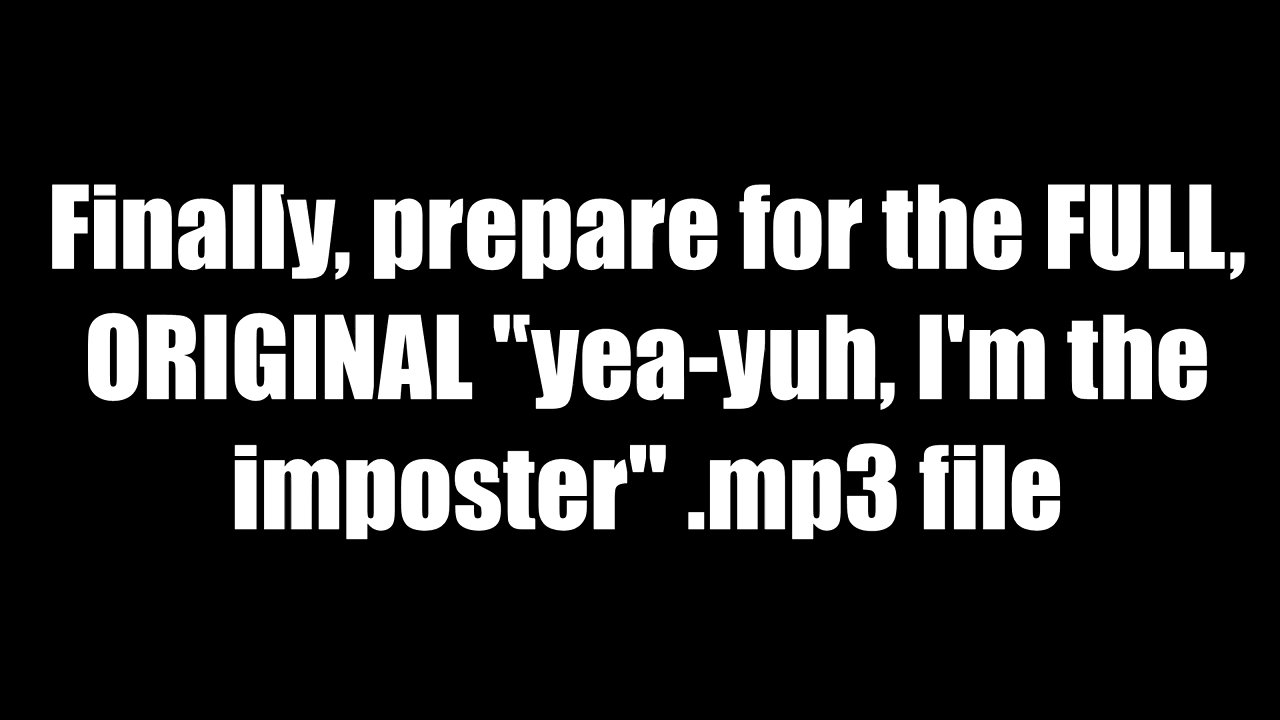 Finally, prepare for the FULL,
ORIGINAL "yea-yuh, I'm the
imposter" .mp3 file